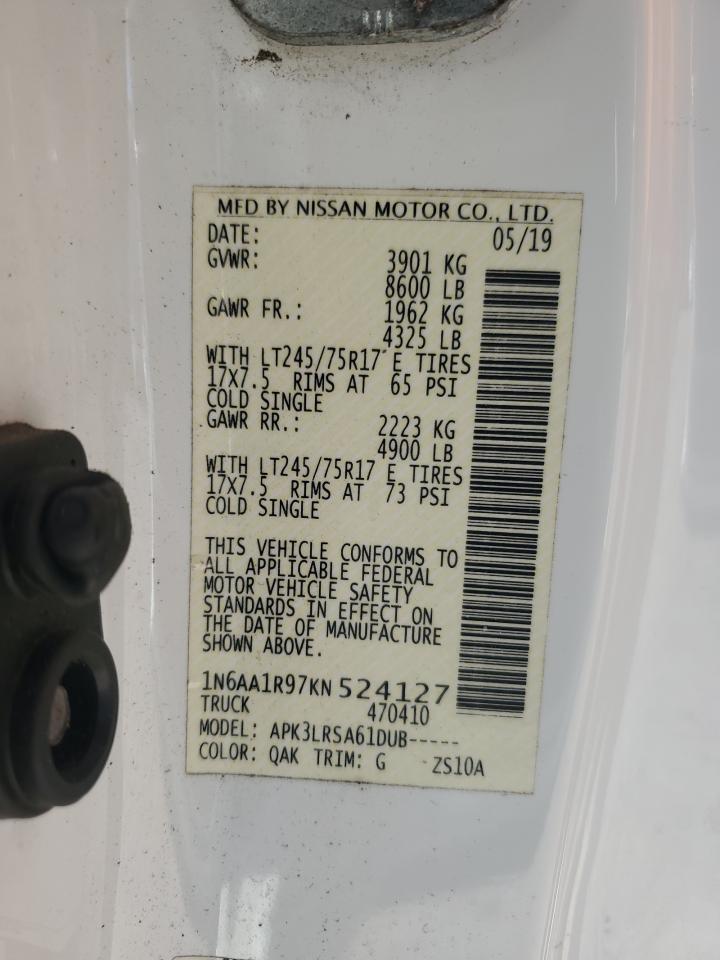 MFD BY NISSAN MOTOR CO., LTD.
DATE: 05/19
GVWR: 3901 KG
8600 LB
GAWR FR.: 1962 KG
4325 LB
WITH LT245/75R17 E TIRES
17X7.5 RIMS AT 65 PSI
COLD SINGLE
GAWR RR.: 2223 KG
4900 LB
WITH LT245/75R17 E TIRES
17X7.5 RIMS AT 73 PSI
COLD SINGLE
THIS VEHICLE CONFORMS TO
ALL APPLICABLE FEDERAL
MOTOR VEHICLE SAFETY
STANDARDS IN EFFECT ON
THE DATE OF MANUFACTURE
SHOWN ABOVE.
1N6AA1R97KN524127
TRUCK 470410
MODEL: APK3LRSA61DUB-----
COLOR: QAK TRIM: G ZS10A